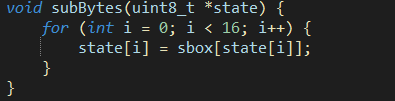 void subBytes(uint8_t *state) {
    for (int i = 0; i < 16; i++) {
        state[i] = sbox[state[i]];
    }
}